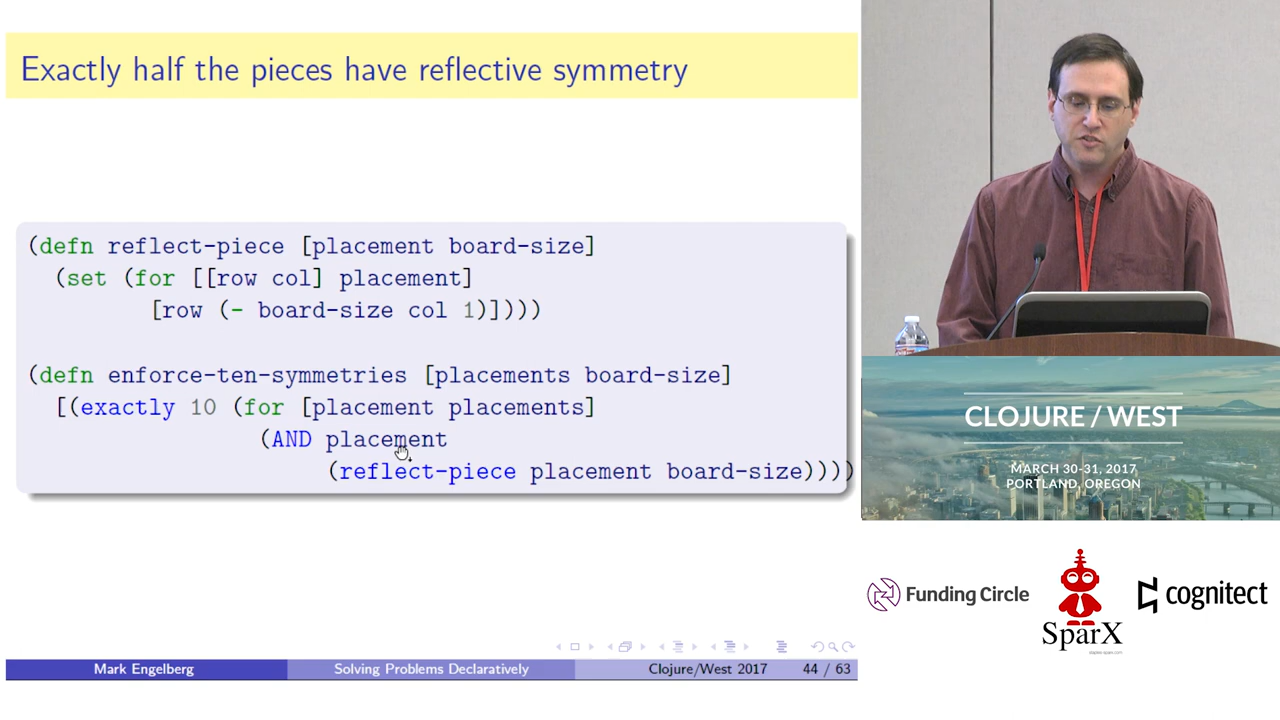 Exactly half the pieces have reflective symmetry
(defn reflect-piece [placement board-size]
  (set (for [[row col] placement]
         [row (- board-size col 1)])))
(defn enforce-ten-symmetries [placements board-size]
  [(exactly 10 (for [placement placements]
                 (AND placement
                      (reflect-piece placement board-size))))
Mark Engelberg
Solving Problems Declaratively
Clojure/West 2017
44 / 63
CLOJURE / WEST
MARCH 30-31, 2017
PORTLAND, OREGON
Funding Circle
SparX
cognitect